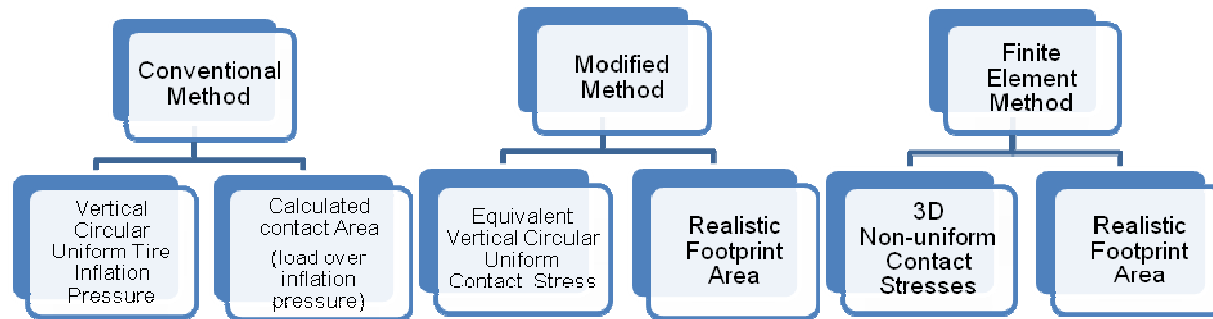 Conventional
Method
Vertical
Circular
Uniform Tire
Inflation
Pressure
Calculated
contact Area
(load over
inflation
pressure)
Modified
Method
Equivalent
Vertical Circular
Uniform
Contact Stress
Realistic
Footprint
Area
Finite
Element
Method
3D
Non-uniform
Contact
Stresses
Realistic
Footprint
Area